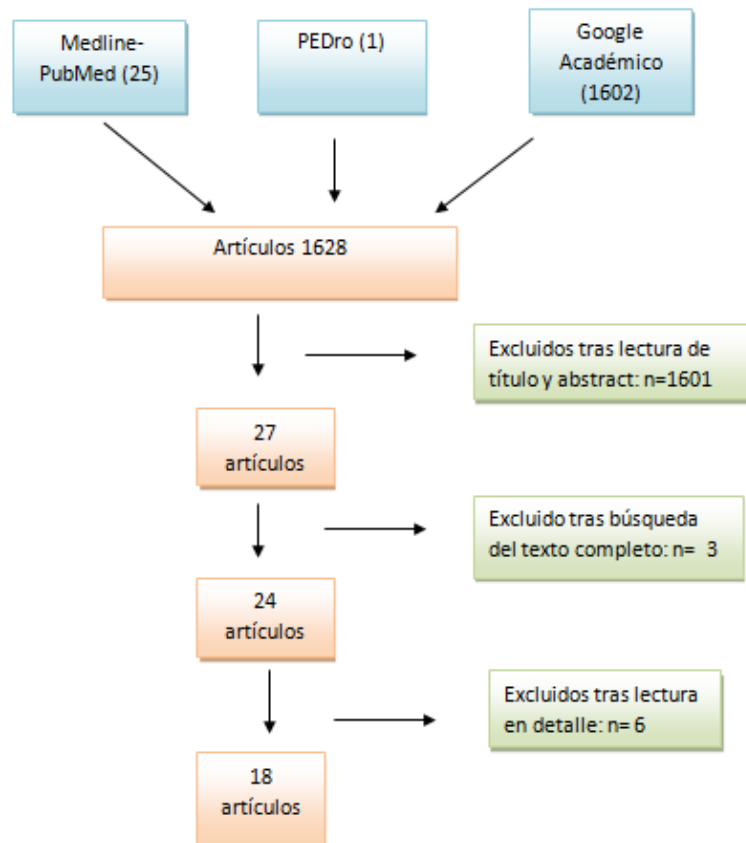 Medline-
PubMed (25)
PEDro (1)
Google
Académico
(1602)
Artículos 1628
Excluidos tras lectura de
título y abstract: n=1601
27
artículos
Excluido tras búsqueda
del texto completo: n=  3
24
artículos
Excluidos tras lectura
en detalle: n= 6
18
artículos